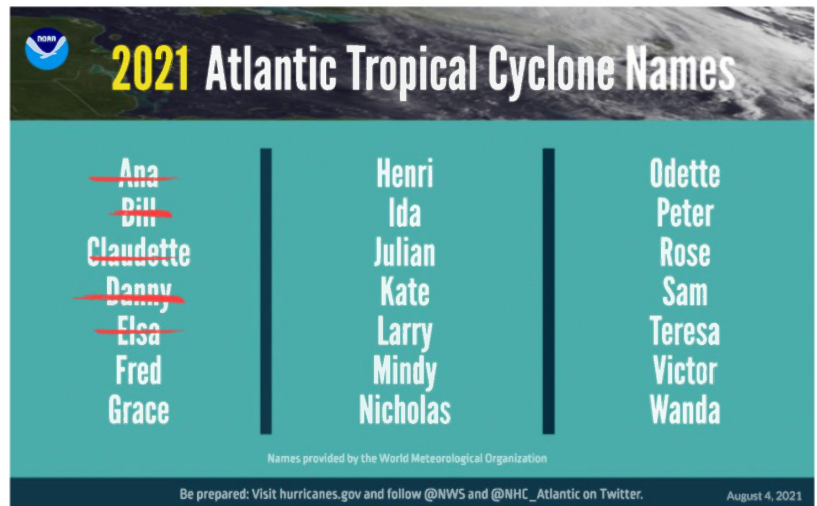 NOAA
2021 Atlantic Tropical Cyclone Names
Ana
Bill
Claudette
Danny
Elsa
Fred
Grace
Henri
Ida
Julian
Kate
Larry
Mindy
Nicholas
Odette
Peter
Rose
Sam
Teresa
Victor
Wanda
Names provided by the World Meteorological Organization
Be prepared: Visit hurricanes.gov and follow @NWS and @NHC_Atlantic on Twitter.
August 4, 2021